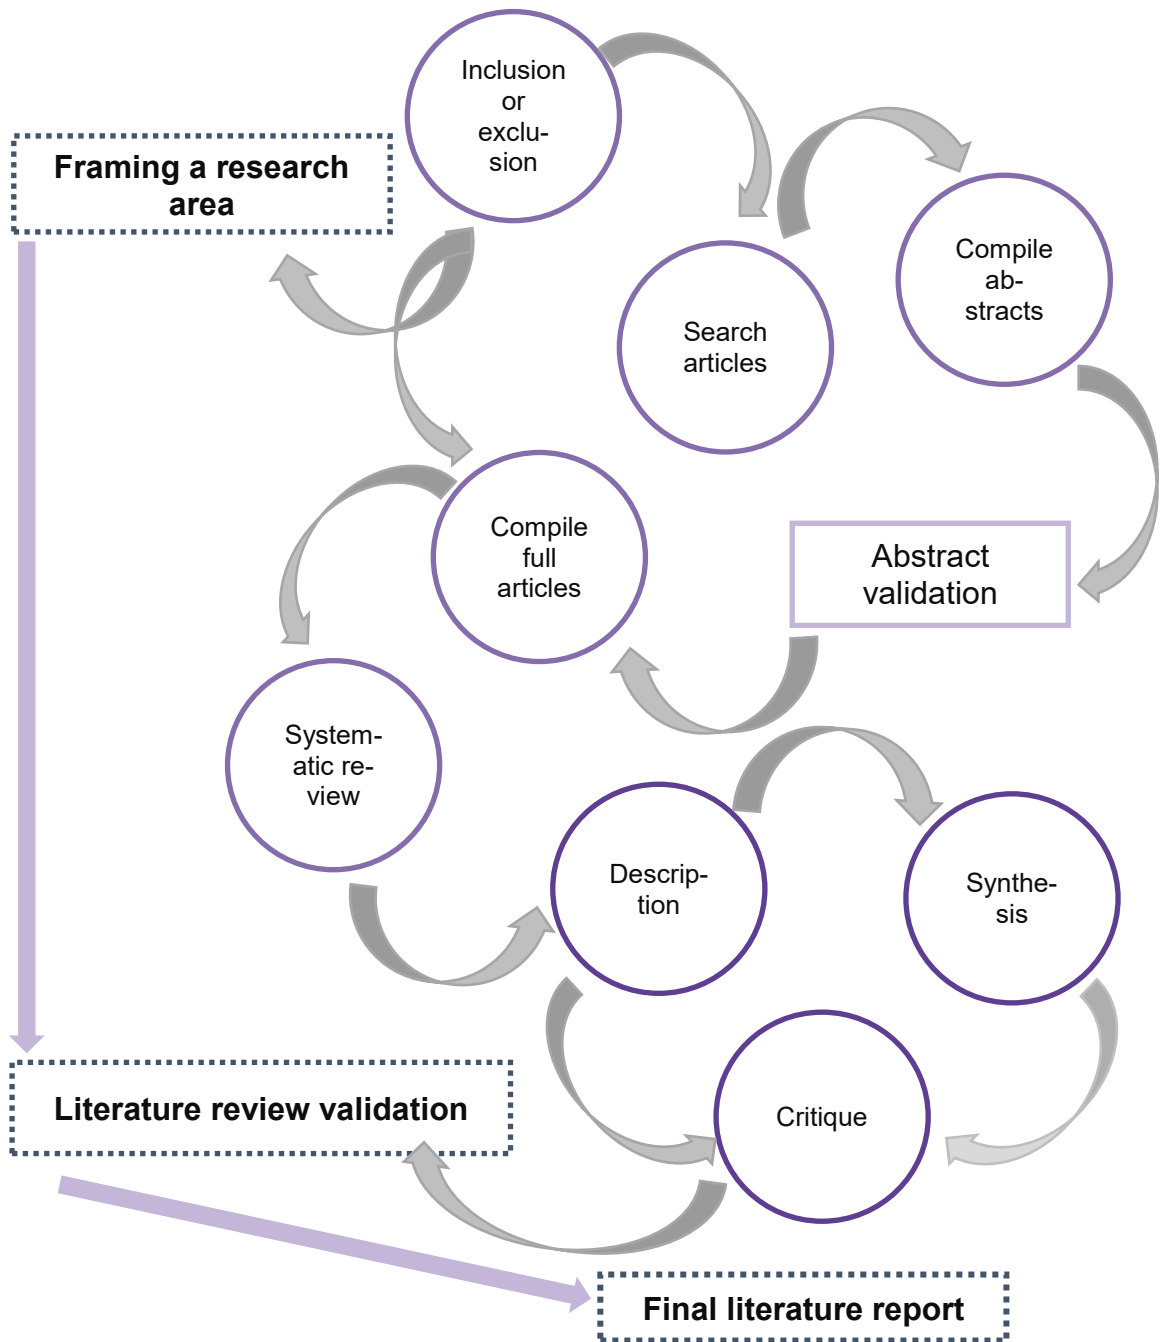 Inclusion
or
exclu-
sion
Framing a research
area
Compile
ab-
stracts
Search
articles
Compile
full
articles
Abstract
validation
System-
atic re-
view
Descrip-
tion
Synthe-
sis
Critique
Literature review validation
Final literature report